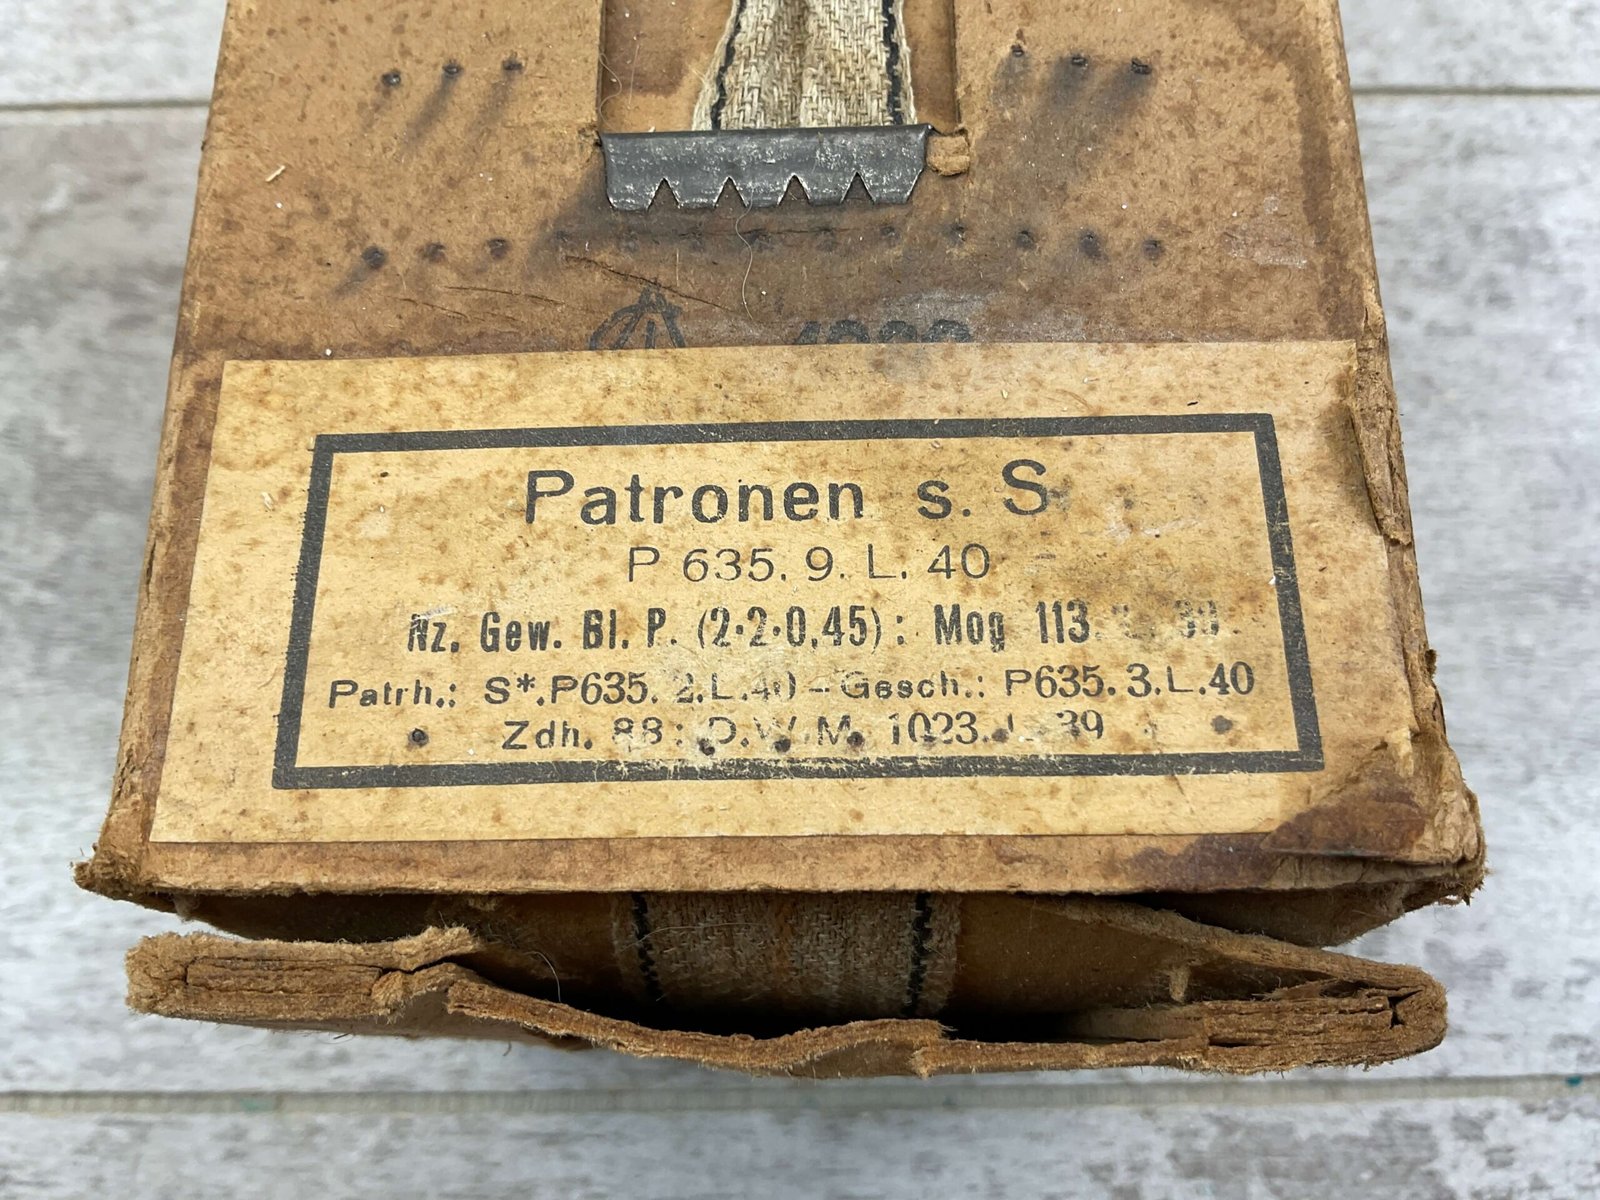 Patronen s. S.
P 635. 9. L. 40
Nz. Gew. Bl. P. (2·2·0,45): Mog 113.
Patrh.: S*. P635. 2. L. 40 – Gesch.: P635. 3. L. 40
Zdh. 88: D.W.M. 1023. J. 39